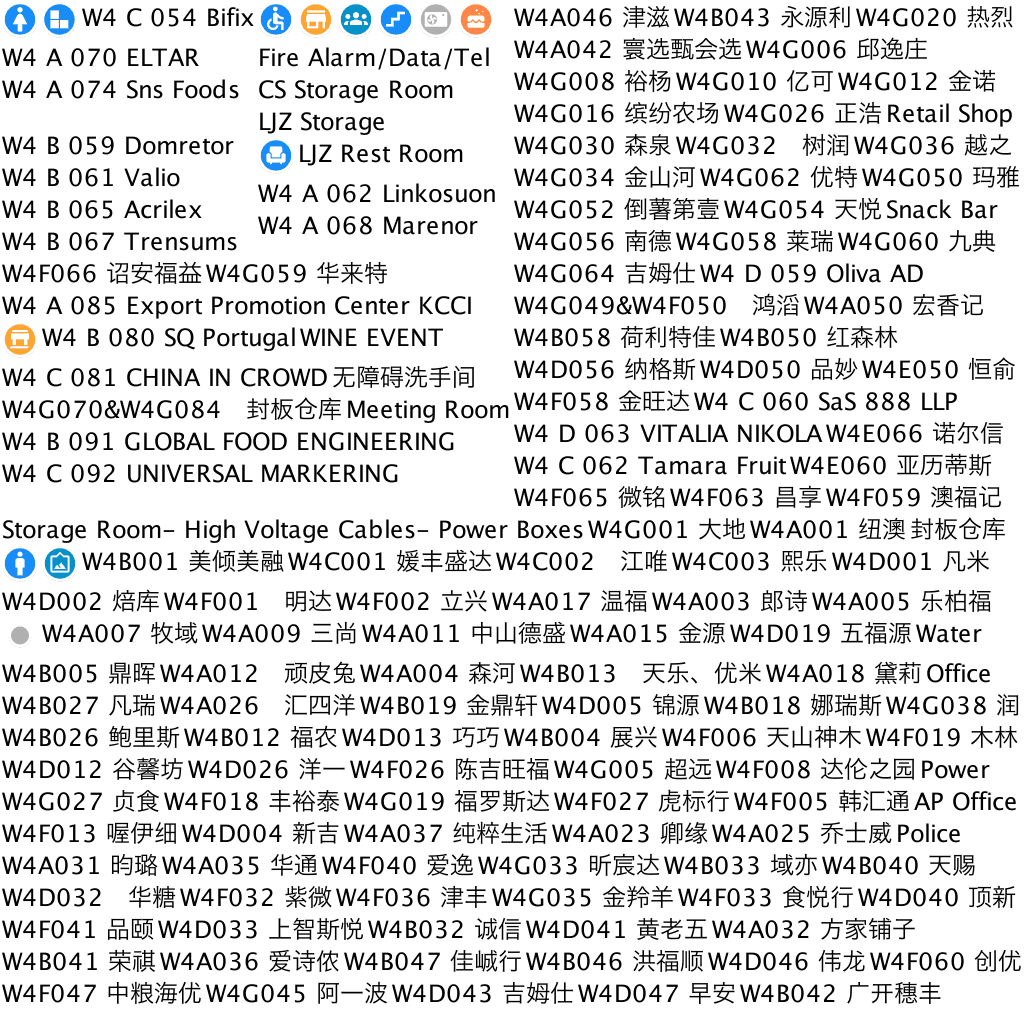 W4 C 054 Bifix
W4 A 070 ELTAR
W4 A 074 Sns Foods
Fire Alarm/Data/Tel
CS Storage Room
LJZ Storage
LJZ Rest Room
W4 B 059 Domretor
W4 B 061 Valio
W4 B 065 Acrilex
W4 B 067 Trensums
W4 A 062 Linkosuon
W4 A 068 Marenor
W4F066 诏安福益 W4G059 华来特
W4 A 085 Export Promotion Center KCCI
W4 B 080 SQ Portugal WINE EVENT
W4 C 081 CHINA IN CROWD 无障碍洗手间
W4G070&W4G084 封板仓库 Meeting Room
W4 B 091 GLOBAL FOOD ENGINEERING
W4 C 092 UNIVERSAL MARKERING
W4A046 津滋 W4B043 永源利 W4G020 热烈
W4A042 寰选甄会选 W4G006 邱逸庄
W4G008 裕杨 W4G010 亿可 W4G012 金诺
W4G016 缤纷农场 W4G026 正浩 Retail Shop
W4G030 森泉 W4G032 树润 W4G036 越之
W4G034 金山河 W4G062 优特 W4G050 玛雅
W4G052 倒薯第壹 W4G054 天悦 Snack Bar
W4G056 南德 W4G058 莱瑞 W4G060 九典
W4G064 吉姆仕 W4 D 059 Oliva AD
W4G049&W4F050 鸿滔 W4A050 宏香记
W4B058 荷利特佳 W4B050 红森林
W4D056 纳格斯 W4D050 品妙 W4E050 恒俞
W4F058 金旺达 W4 C 060 SaS 888 LLP
W4 D 063 VITALIA NIKOLA W4E066 诺尔信
W4 C 062 Tamara Fruit W4E060 亚历蒂斯
W4F065 微铭 W4F063 昌享 W4F059 澳福记
Storage Room- High Voltage Cables- Power Boxes W4G001 大地 W4A001 纽澳 封板仓库
W4B001 美倾美融 W4C001 媛丰盛达 W4C002 江唯 W4C003 熙乐 W4D001 凡米
W4D002 焙库 W4F001 明达 W4F002 立兴 W4A017 温福 W4A003 郎诗 W4A005 乐柏福
W4A007 牧域 W4A009 三尚 W4A011 中山德盛 W4A015 金源 W4D019 五福源 Water
W4B005 鼎晖 W4A012 顽皮兔 W4A004 森河 W4B013 天乐、优米 W4A018 黛莉 Office
W4B027 凡瑞 W4A026 汇四洋 W4B019 金鼎轩 W4D005 锦源 W4B018 娜瑞斯 W4G038 润
W4B026 鲍里斯 W4B012 福农 W4D013 巧巧 W4B004 展兴 W4F006 天山神木 W4F019 木林
W4D012 谷馨坊 W4D026 洋一 W4F026 陈吉旺福 W4G005 超远 W4F008 达伦之园 Power
W4G027 贞食 W4F018 丰裕泰 W4G019 福罗斯达 W4F027 虎标行 W4F005 韩汇通 AP Office
W4F013 喔伊细 W4D004 新吉 W4A037 纯粹生活 W4A023 卿缘 W4A025 乔士威 Police
W4A031 昀璐 W4A035 华通 W4F040 爱逸 W4G033 昕宸达 W4B033 域亦 W4B040 天赐
W4D032 华糖 W4F032 紫微 W4F036 津丰 W4G035 金羚羊 W4F033 食悦行 W4D040 顶新
W4F041 品颐 W4D033 上智斯悦 W4B032 诚信 W4D041 黄老五 W4A032 方家铺子
W4B041 荣祺 W4A036 爱诗侬 W4B047 佳峸行 W4B046 洪福顺 W4D046 伟龙 W4F060 创优
W4F047 中粮海优 W4G045 阿一波 W4D043 吉姆仕 W4D047 早安 W4B042 广开穗丰